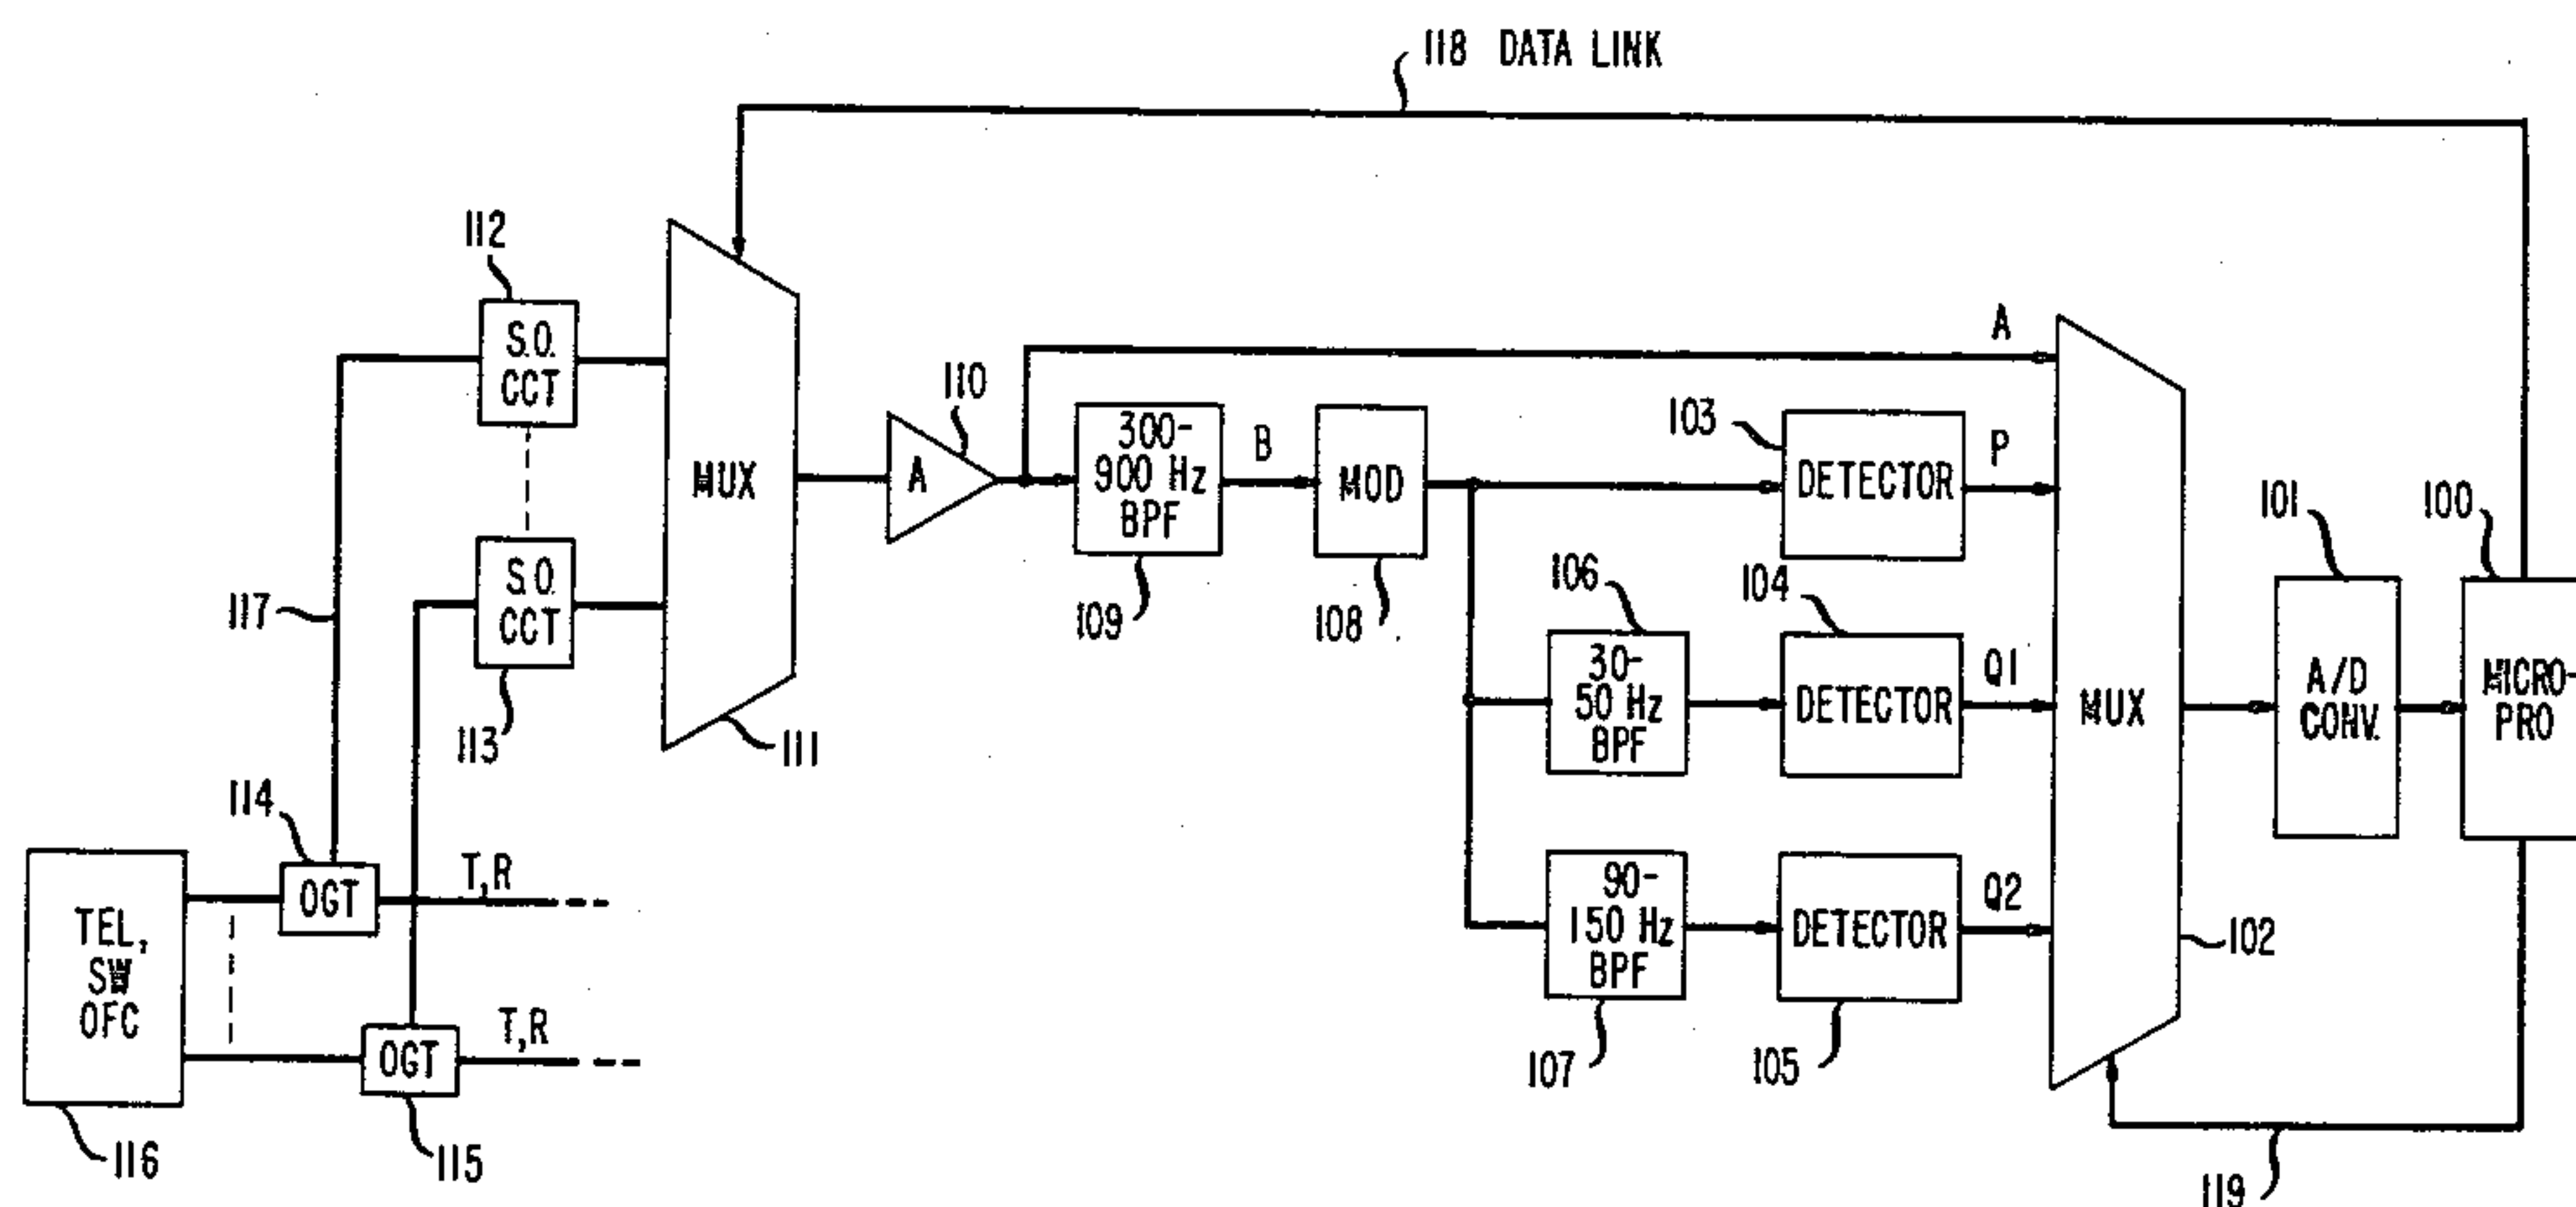 118 DATA LINK
112
S.O.
CCT
MUX
110
A
300-
900 Hz
BPF
B
MOD
A
103
DETECTOR
P
101
100
117
S.O.
CCT
113
111
109
108
106
30-
50 Hz
BPF
104
DETECTOR
Q1
MUX
A/D
CONV.
MICRO-
PRO
114
OGT
T,R
90-
150 Hz
BPF
DETECTOR
Q2
102
TEL,
SW
OFC
OGT
T,R
107
105
116
115
119